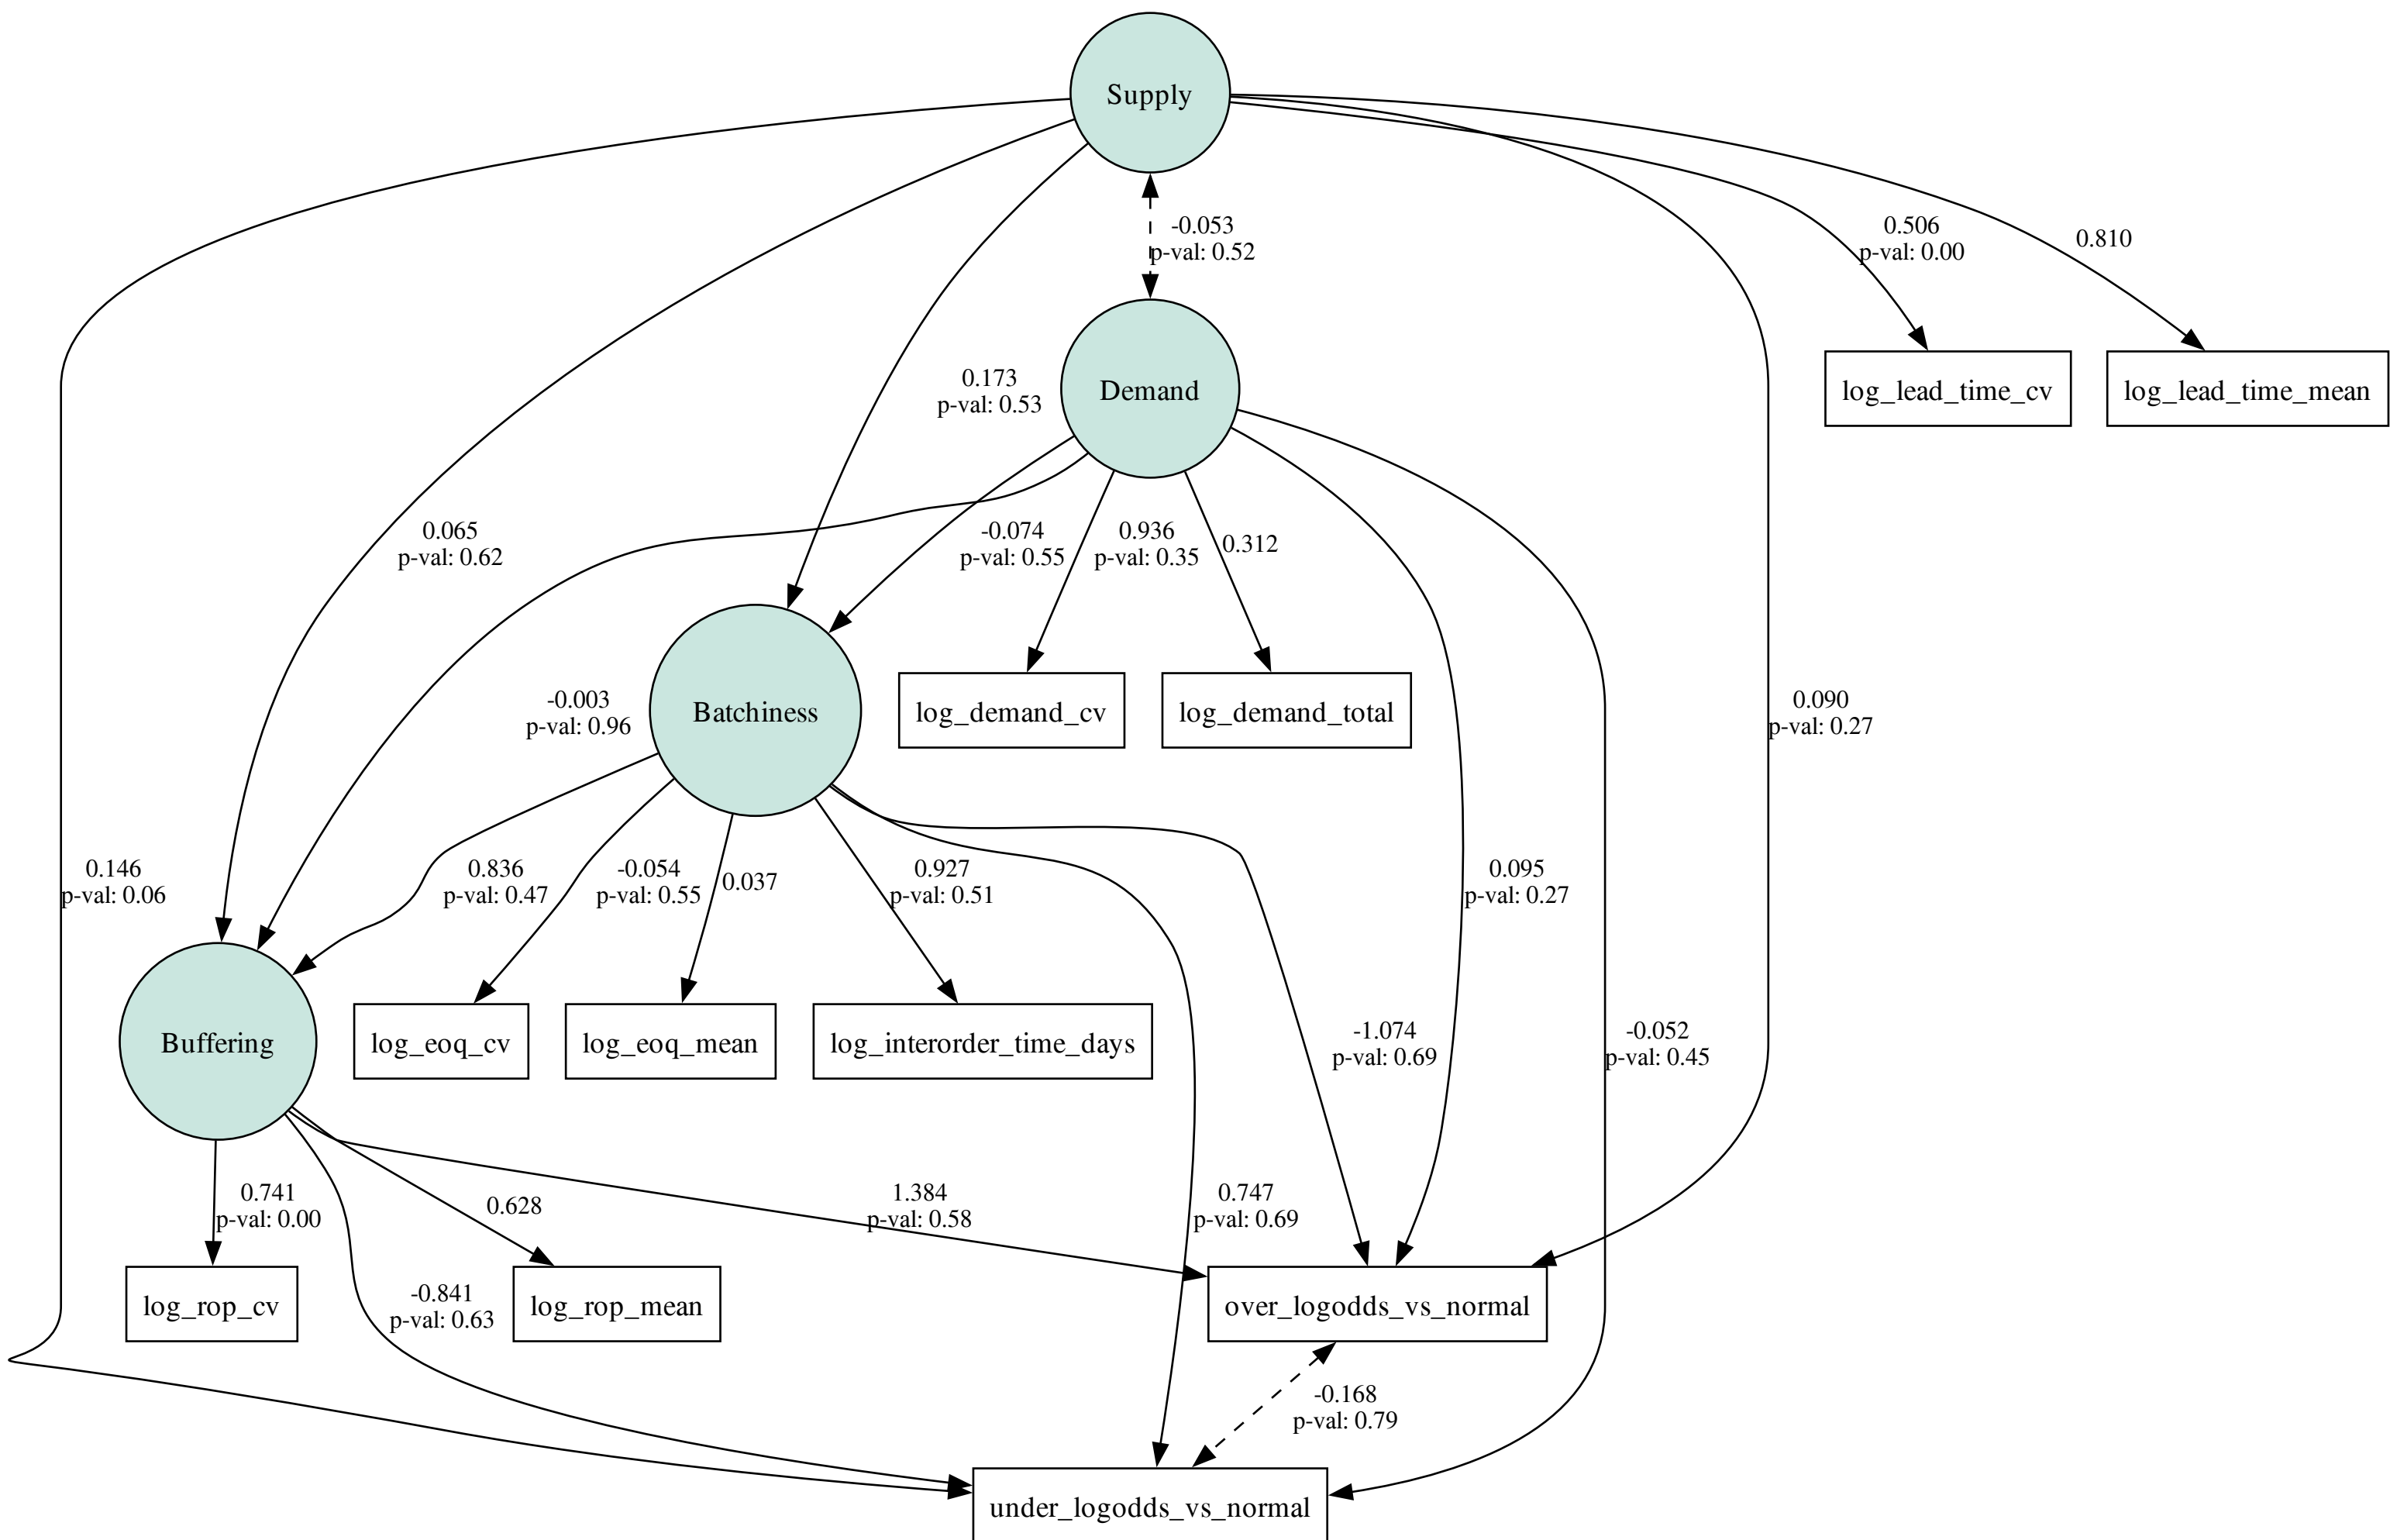 Supply
-0.053
p-val: 0.52
0.506
p-val: 0.00
0.810
0.173
p-val: 0.53
Demand
log_lead_time_cv
log_lead_time_mean
0.065
p-val: 0.62
-0.074
p-val: 0.55
0.936
p-val: 0.35
0.312
-0.003
p-val: 0.96
Batchiness
log_demand_cv
log_demand_total
0.090
p-val: 0.27
0.146
p-val: 0.06
0.836
p-val: 0.47
-0.054
p-val: 0.55
0.037
0.927
p-val: 0.51
0.095
p-val: 0.27
Buffering
log_eoq_cv
log_eoq_mean
log_interorder_time_days
-1.074
p-val: 0.69
-0.052
p-val: 0.45
0.741
p-val: 0.00
0.628
1.384
p-val: 0.58
0.747
p-val: 0.69
log_rop_cv
-0.841
p-val: 0.63
log_rop_mean
over_logodds_vs_normal
-0.168
p-val: 0.79
under_logodds_vs_normal